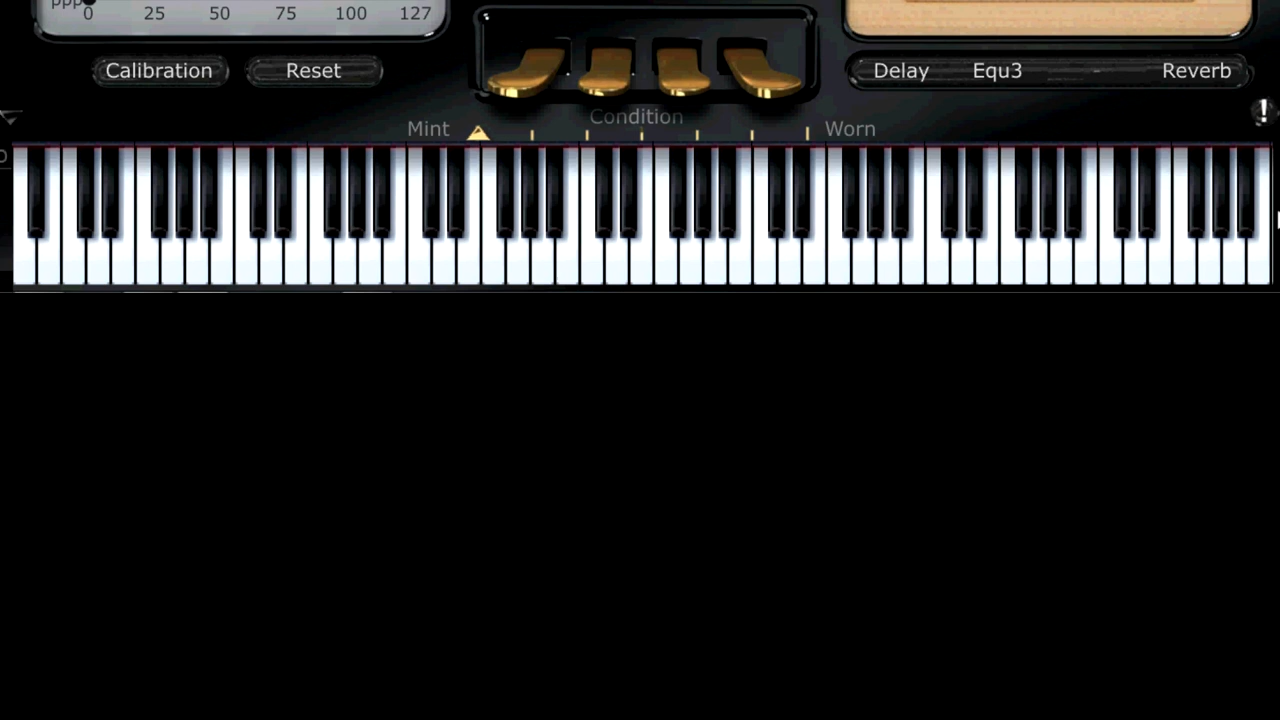 ppp
0 25 50 75 100 127
Calibration Reset Delay Equ3 Reverb
Condition
Mint Worn
!